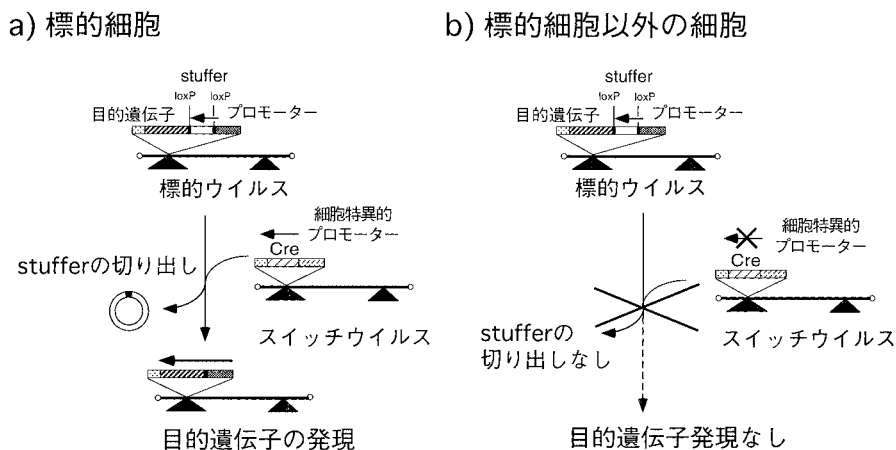 a) 標的細胞
stuffer
loxP loxP
目的遺伝子 プロモーター
標的ウイルス
細胞特異的
プロモーター
Cre
stufferの切り出し
スイッチウイルス
目的遺伝子の発現
b) 標的細胞以外の細胞
stuffer
loxP loxP
目的遺伝子 プロモーター
標的ウイルス
細胞特異的
プロモーター
Cre
stufferの
切り出しなし
スイッチウイルス
目的遺伝子発現なし